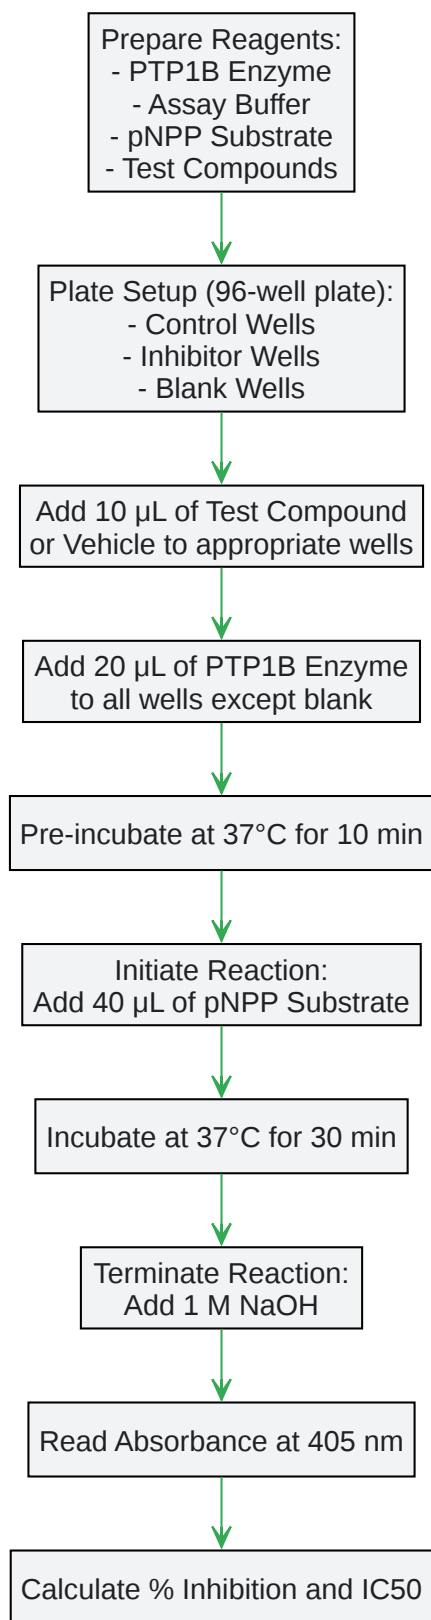 Prepare Reagents:
- PTP1B Enzyme
- Assay Buffer
- pNPP Substrate
- Test Compounds
Plate Setup (96-well plate):
- Control Wells
- Inhibitor Wells
- Blank Wells
Add 10 µL of Test Compound
or Vehicle to appropriate wells
Add 20 µL of PTP1B Enzyme
to all wells except blank
Pre-incubate at 37°C for 10 min
Initiate Reaction:
Add 40 µL of pNPP Substrate
Incubate at 37°C for 30 min
Terminate Reaction:
Add 1 M NaOH
Read Absorbance at 405 nm
Calculate % Inhibition and IC50